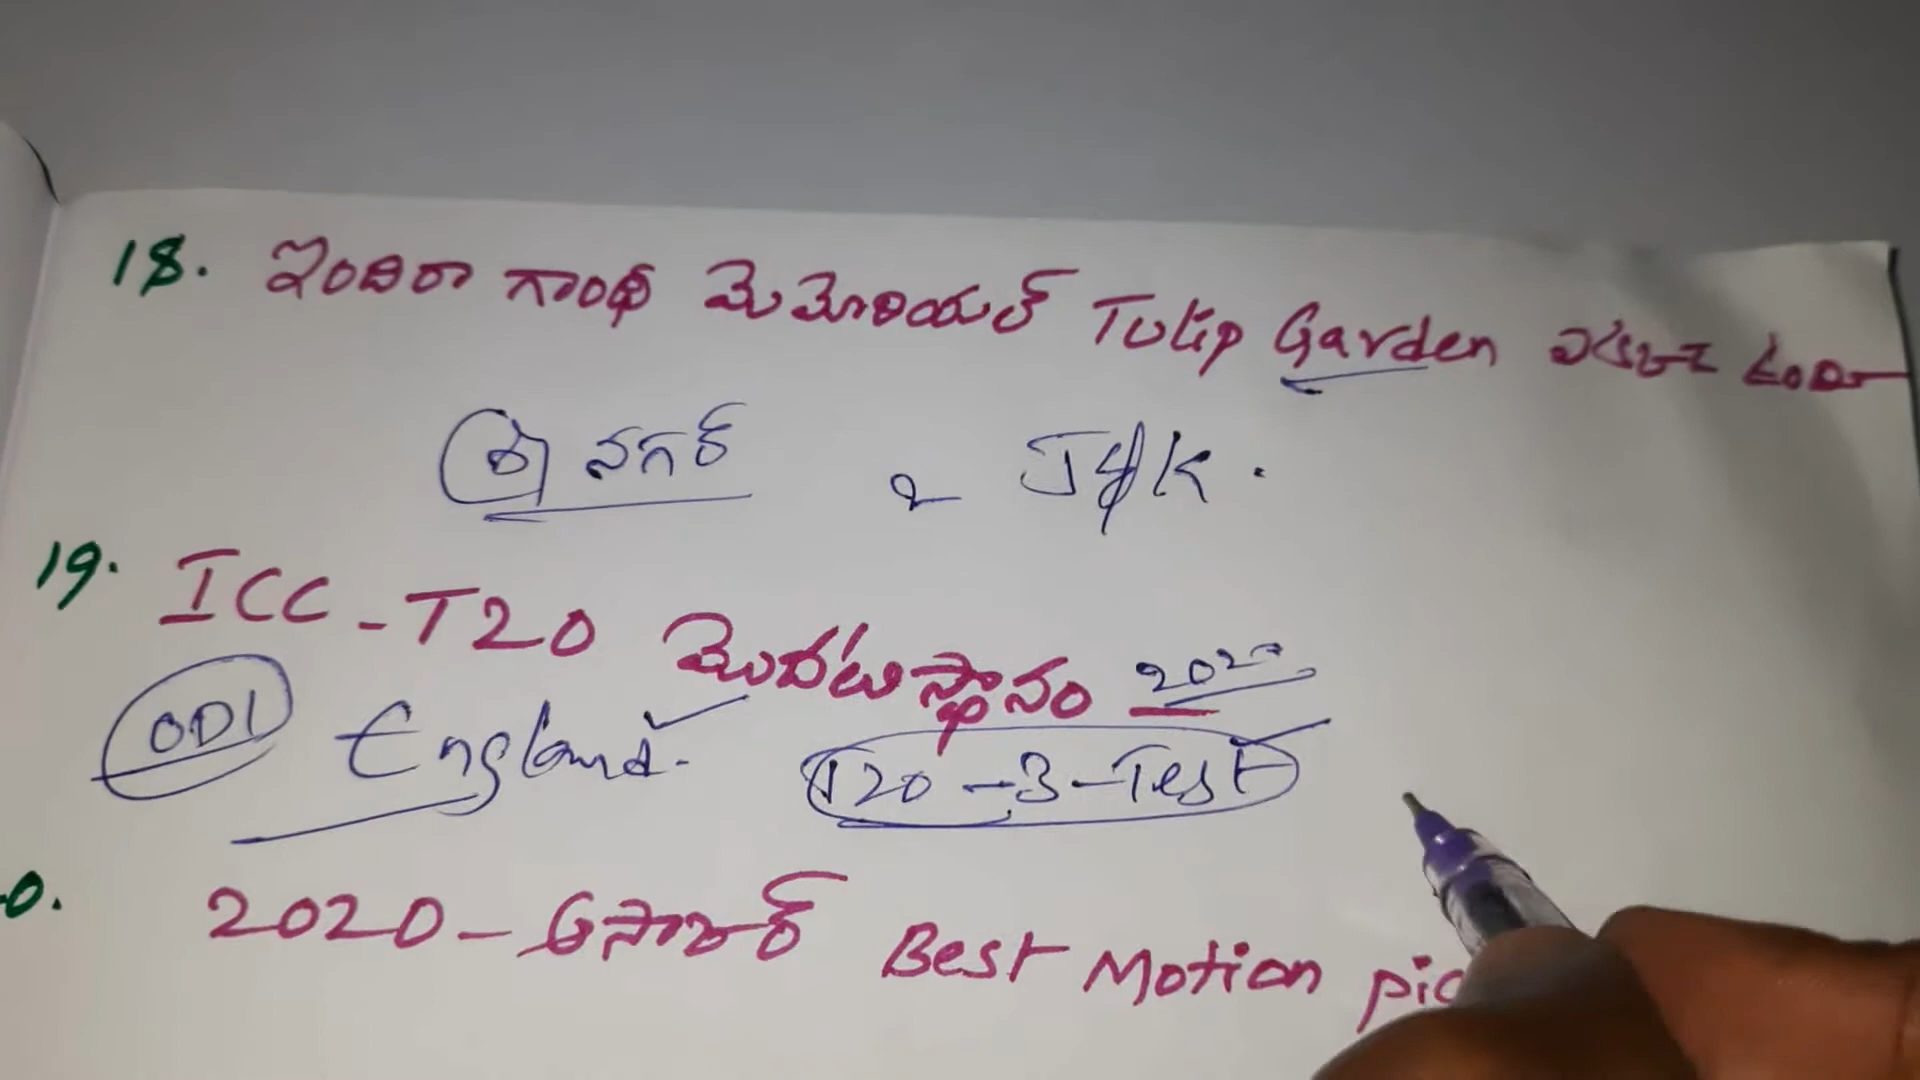 18. ఇందిరా గాంధీ మెమోరియల్ Tulip Garden ఎక్కడ ఉంది
శ్రీనగర్ J&K.
19. ICC - T20 మొదటి స్థానం 2020
ODI England. T20 - 3 - Test
0. 2020 - ఆస్కార్ Best Motion pic